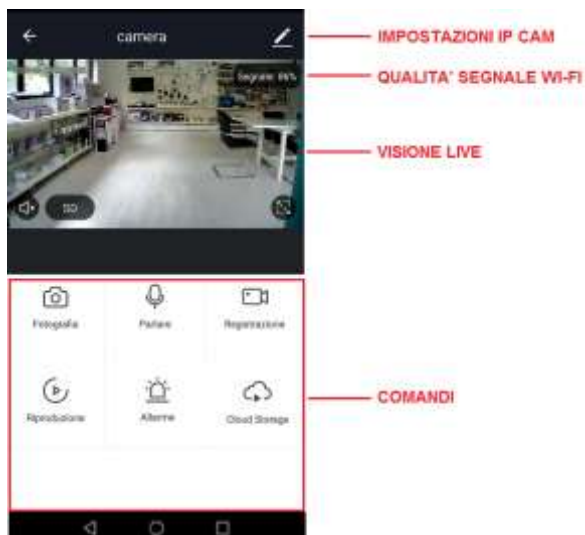 camera
IMPOSTAZIONI IP CAM
Segnale: 86%
QUALITA' SEGNALE WI-FI
VISIONE LIVE
SD
Fotografia
Parlare
Registrazione
Riproduzione
Allarme
Cloud Storage
COMANDI